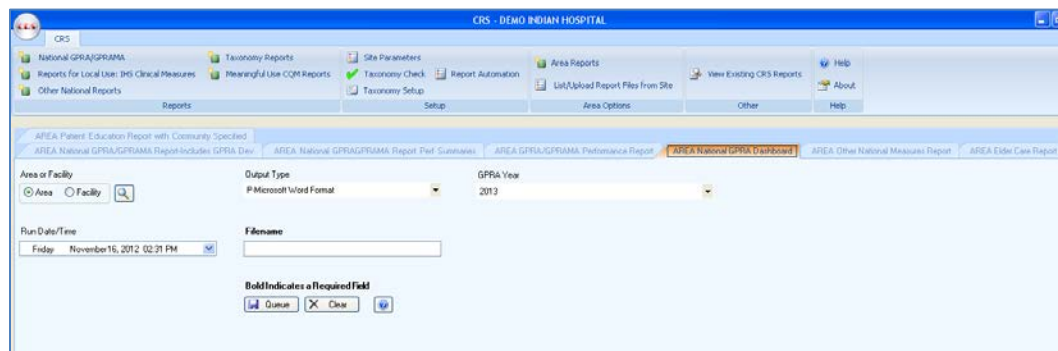 CRS - DEMO INDIAN HOSPITAL
CRS
National GPRA/GPRAMA Taxonomy Reports Site Parameters Area Reports Help
Reports for Local Use: IHS Clinical Measures Meaningful Use CQM Reports Taxonomy Check Report Automation View Existing CRS Reports
Other National Reports Taxonomy Setup List/Upload Report Files from Site About
Reports Setup Area Options Other Help
AREA Patient Education Report with Community Specified
AREA National GPRA/GPRAMA Report-Includes GPRA Dev AREA National GPRAGPRAMA Report Perf Summaries AREA GPRA/GPRAMA Performance Report AREA National GPRA Dashboard AREA Other National Measures Report AREA Elder Care Report
Area or Facility Output Type GPRA Year
Area Facility P-Microsoft Word Format 2013
Run Date/Time Filename
Friday November 16, 2012 02:31 PM
Bold Indicates a Required Field
Queue Clear